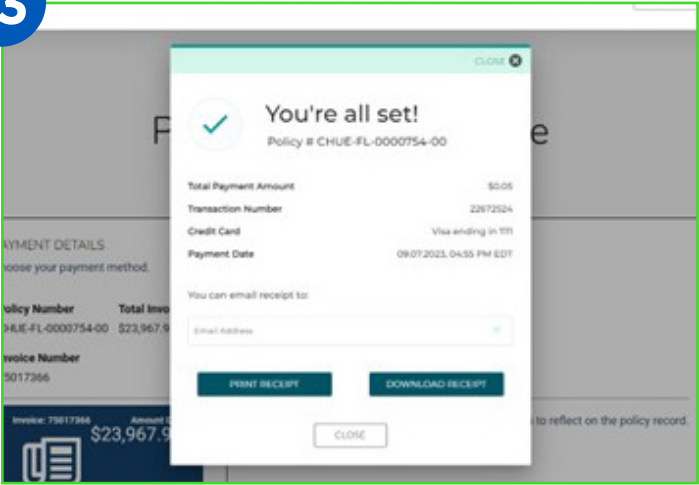 3
CLOSE
You're all set!
Policy # CHUE-FL-0000754-00
Total Payment Amount $0.05
Transaction Number 22672524
Credit Card Visa ending in 1111
Payment Date 09.07.2023, 04:55 PM EDT
You can email receipt to:
Email Address
PRINT RECEIPT DOWNLOAD RECEIPT
CLOSE
P e
AYMENT DETAILS
hoose your payment method.
olicy Number Total Invo
CHUE-FL-0000754-00 $23,967.9
nvoice Number
75017366
Invoice: 75017366 Amount D
$23,967.9
to reflect on the policy record.